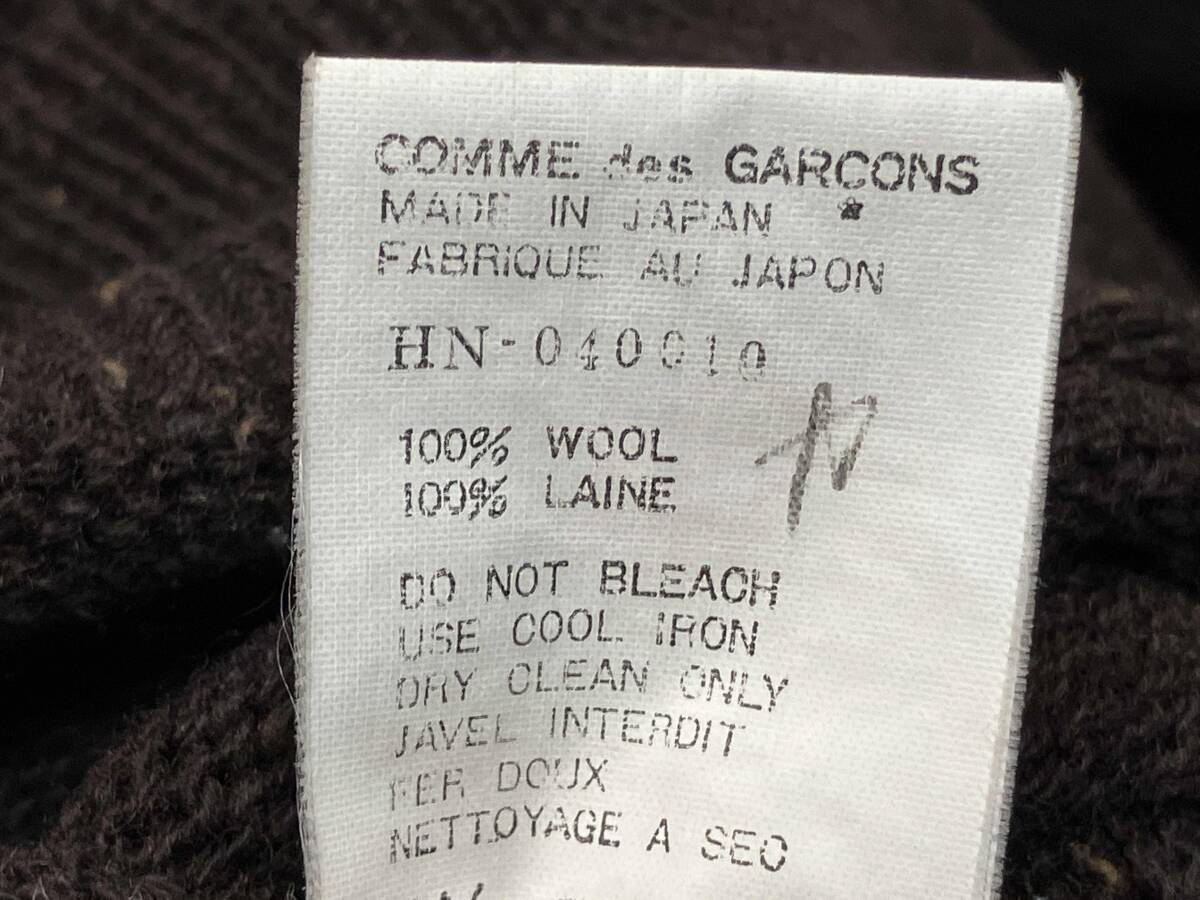 COMME des GARCONS
MADE IN JAPAN *
FABRIQUE AU JAPON
HN-040010
100% WOOL
100% LAINE
DO NOT BLEACH
USE COOL IRON
DRY CLEAN ONLY
JAVEL INTERDIT
FER DOUX
NETTOYAGE A SEC